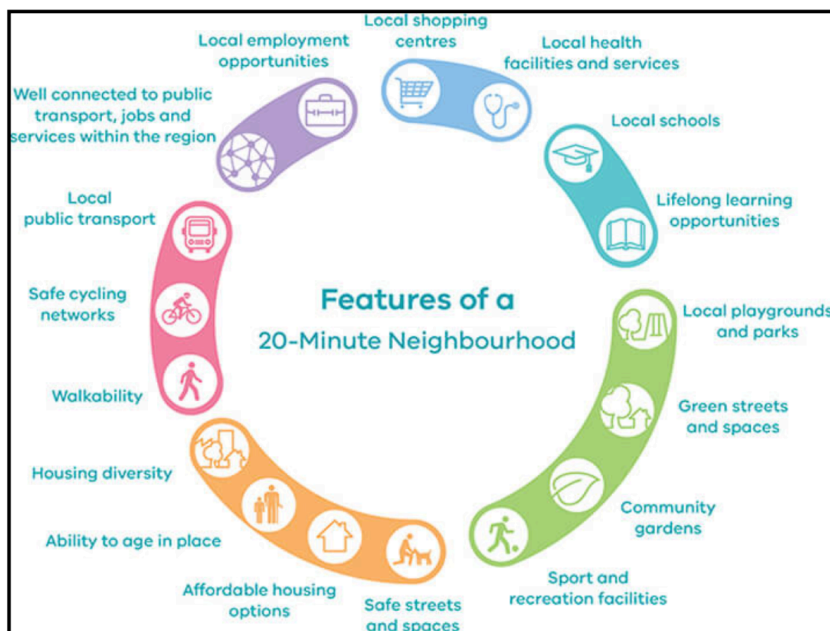 Features of a
20-Minute Neighbourhood
Local shopping
centres
Local health
facilities and services
Local schools
Lifelong learning
opportunities
Local playgrounds
and parks
Green streets
and spaces
Community
gardens
Sport and
recreation facilities
Safe streets
and spaces
Affordable housing
options
Ability to age in place
Housing diversity
Walkability
Safe cycling
networks
Local
public transport
Well connected to public
transport, jobs and
services within the region
Local employment
opportunities